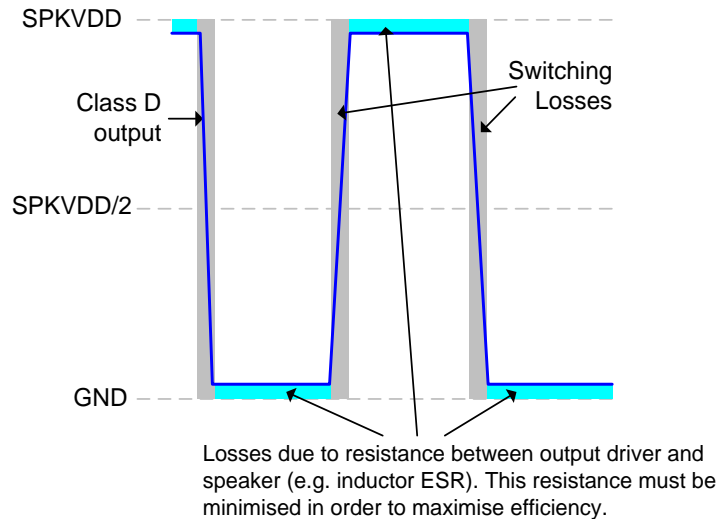 SPKVDD
Switching
Losses
Class D
output
SPKVDD/2
GND
Losses due to resistance between output driver and
speaker (e.g. inductor ESR). This resistance must be
minimised in order to maximise efficiency.